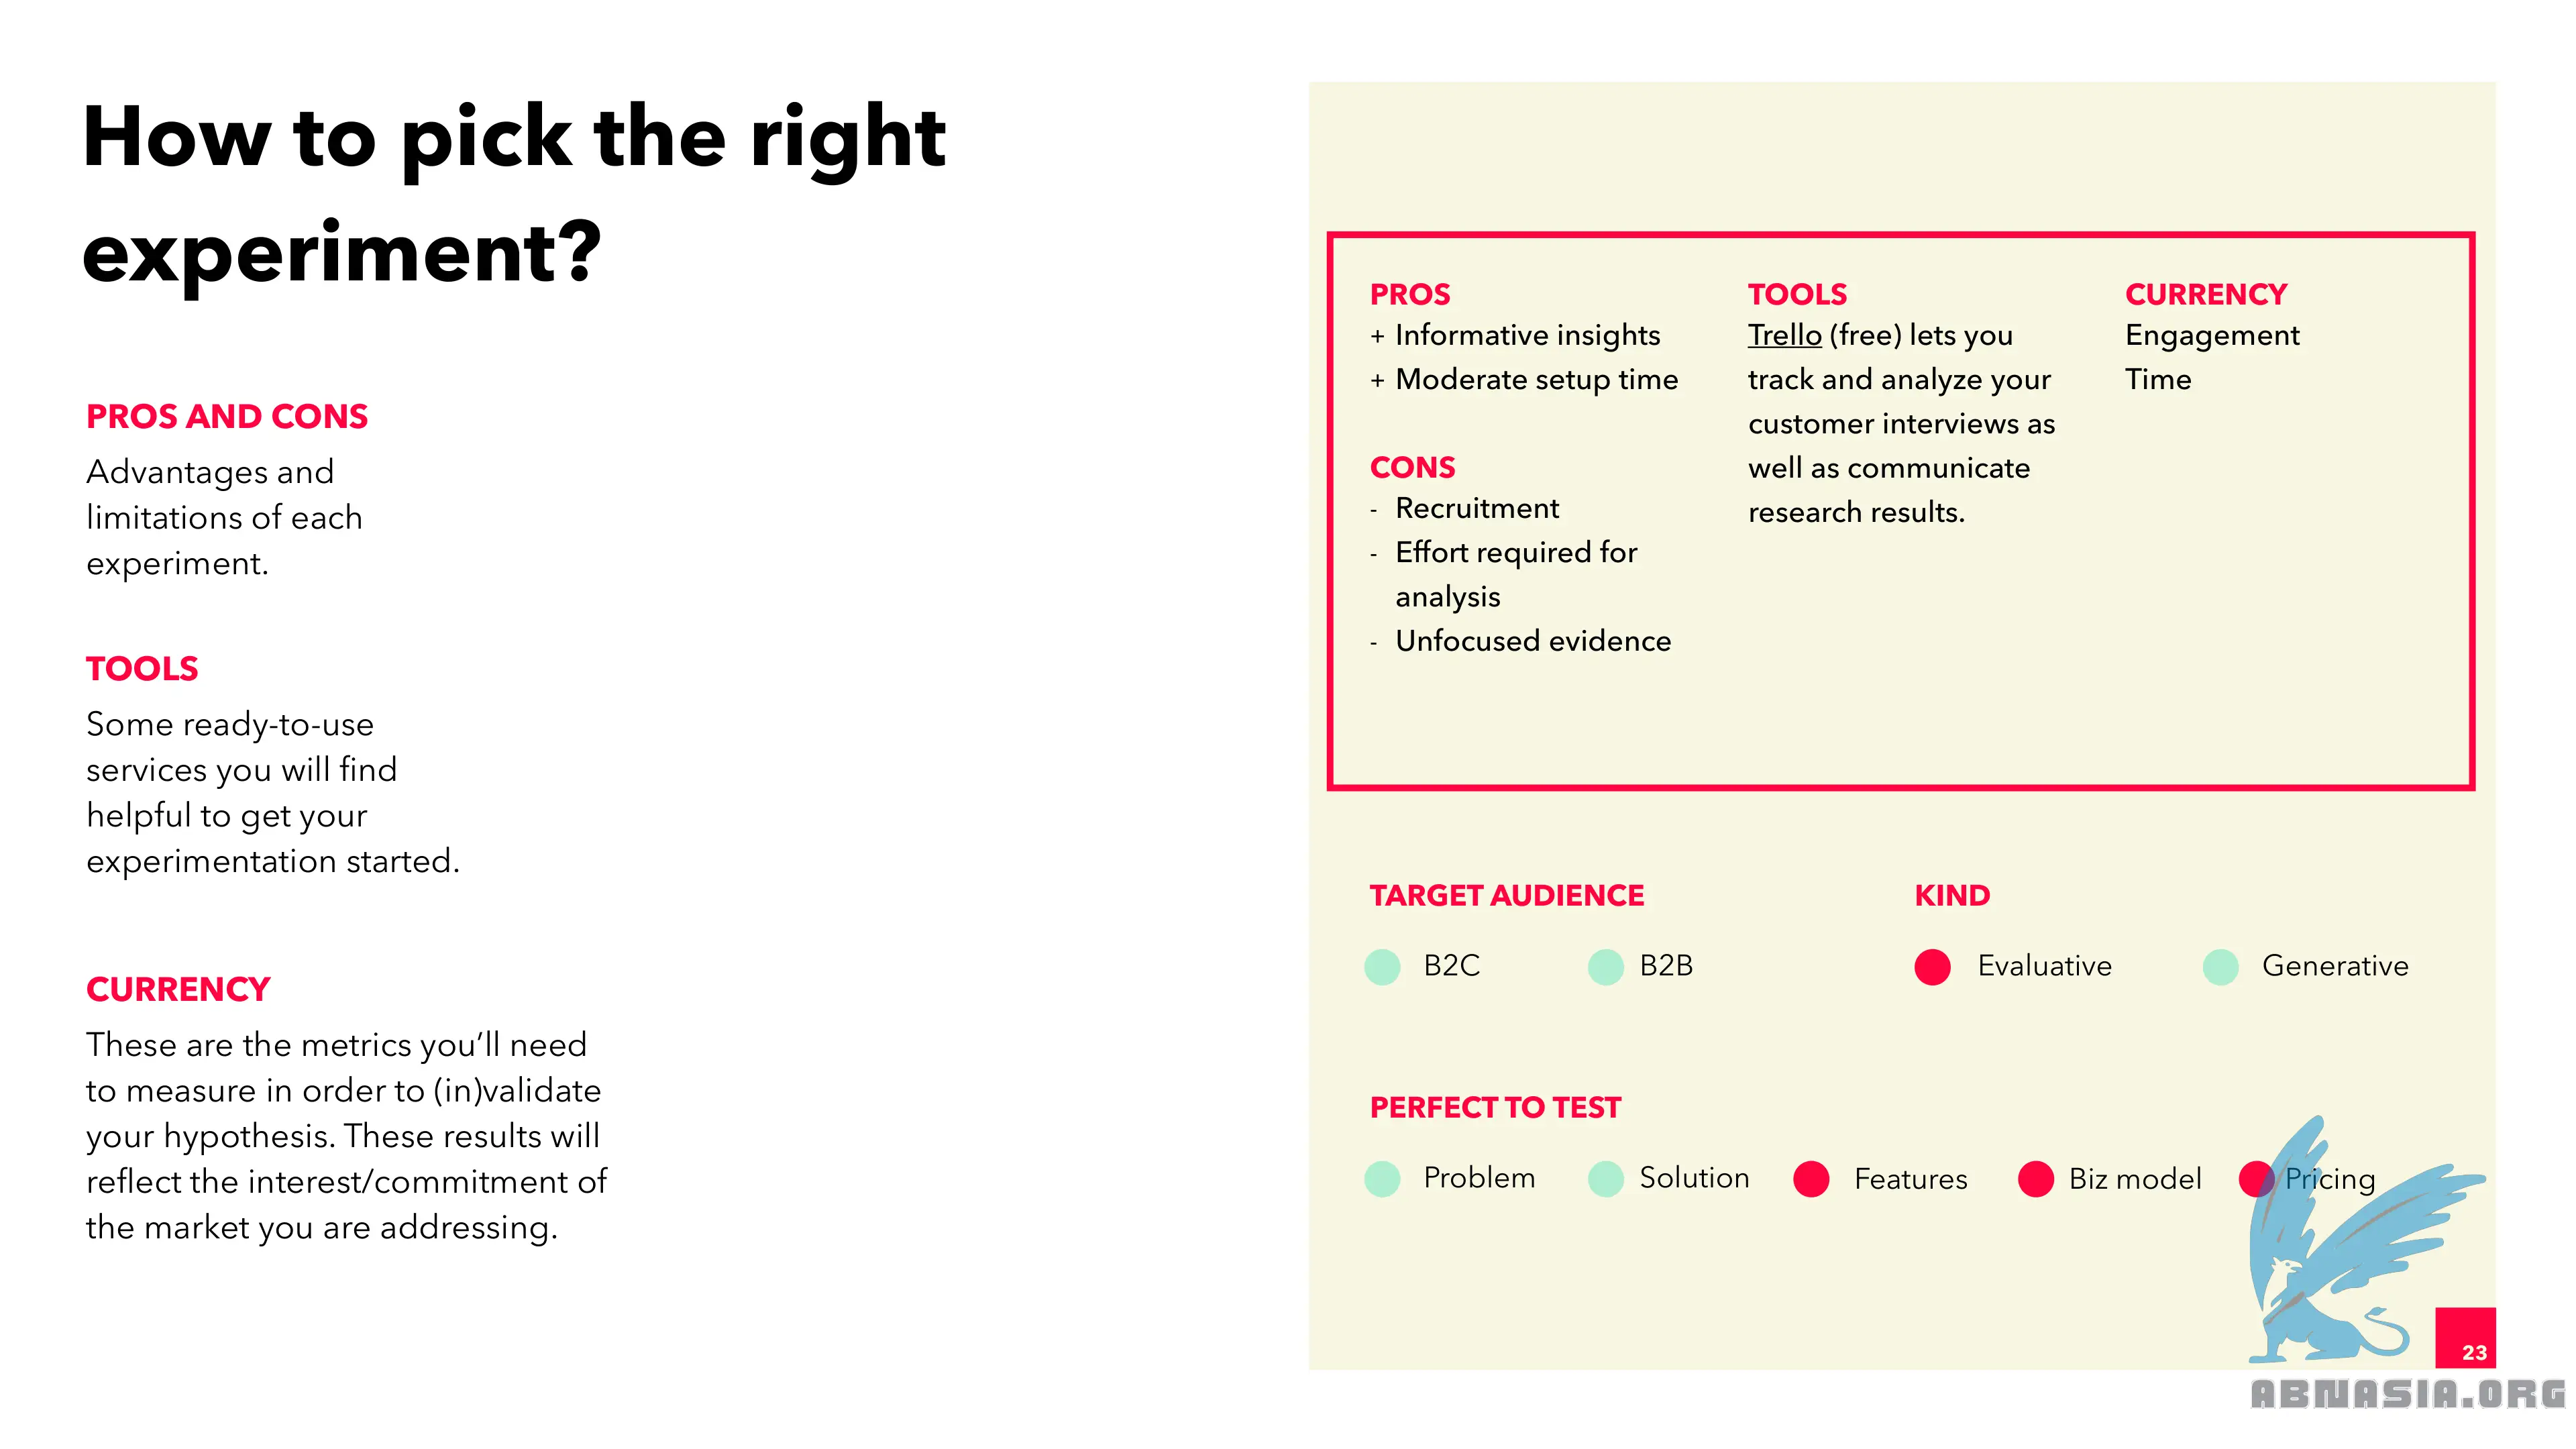 How to pick the right
experiment?
PROS AND CONS
Advantages and
limitations of each
experiment.
TOOLS
Some ready-to-use
services you will find
helpful to get your
experimentation started.
CURRENCY
These are the metrics you’ll need
to measure in order to (in)validate
your hypothesis. These results will
reflect the interest/commitment of
the market you are addressing.
PROS
+ Informative insights
+ Moderate setup time
CONS
- Recruitment
- Effort required for
analysis
- Unfocused evidence
TOOLS
Trello (free) lets you
track and analyze your
customer interviews as
well as communicate
research results.
CURRENCY
Engagement
Time
TARGET AUDIENCE
B2C B2B
KIND
Evaluative Generative
PERFECT TO TEST
Problem Solution Features Biz model Pricing
23
ABNASIA.ORG